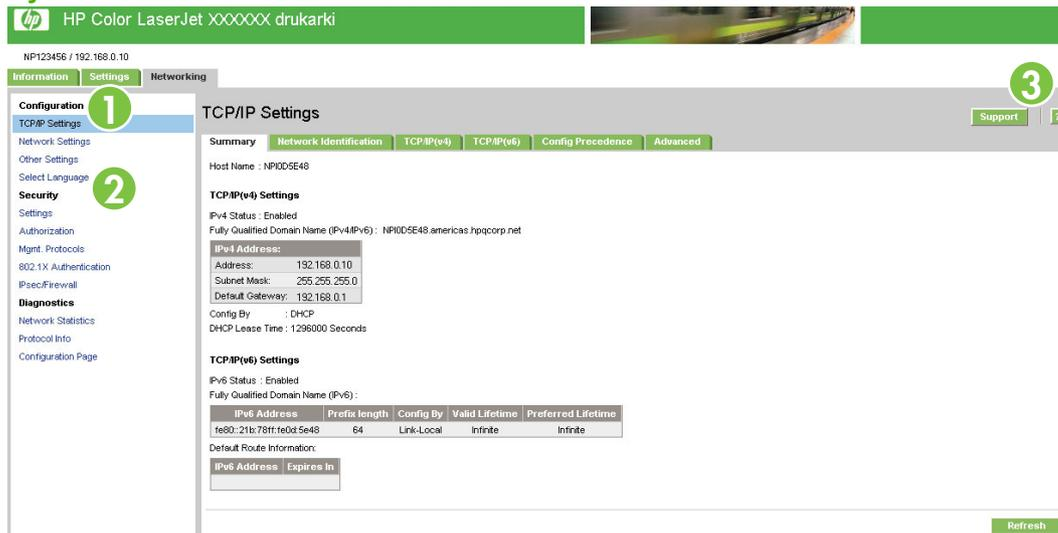 hp HP Color LaserJet XXXXXX drukarki
NP123456 / 192.168.0.10
Information Settings Networking
Configuration
1
TCP/IP Settings
Network Settings
Other Settings
Select Language
2
Security
Settings
Authorization
Mgmt. Protocols
802.1X Authentication
IPsec/Firewall
Diagnostics
Network Statistics
Protocol Info
Configuration Page
TCP/IP Settings
3
Support
Summary Network Identification TCP/IP(v4) TCP/IP(v6) Config Precedence Advanced
Host Name : NPI0D5E48
TCP/IP(v4) Settings
IPv4 Status : Enabled
Fully Qualified Domain Name (IPv4/IPv6) : NPI0D5E48.americas.hpqcorp.net
IPv4 Address:
Address: 192.168.0.10
Subnet Mask: 255.255.255.0
Default Gateway: 192.168.0.1
Config By : DHCP
DHCP Lease Time : 1296000 Seconds
TCP/IP(v6) Settings
IPv6 Status : Enabled
Fully Qualified Domain Name (IPv6) :
IPv6 Address Prefix length Config By Valid Lifetime Preferred Lifetime
fe80::21b:78ff:fe0d:5e48 64 Link-Local Infinite Infinite
Default Route Information:
IPv6 Address Expires In
Refresh